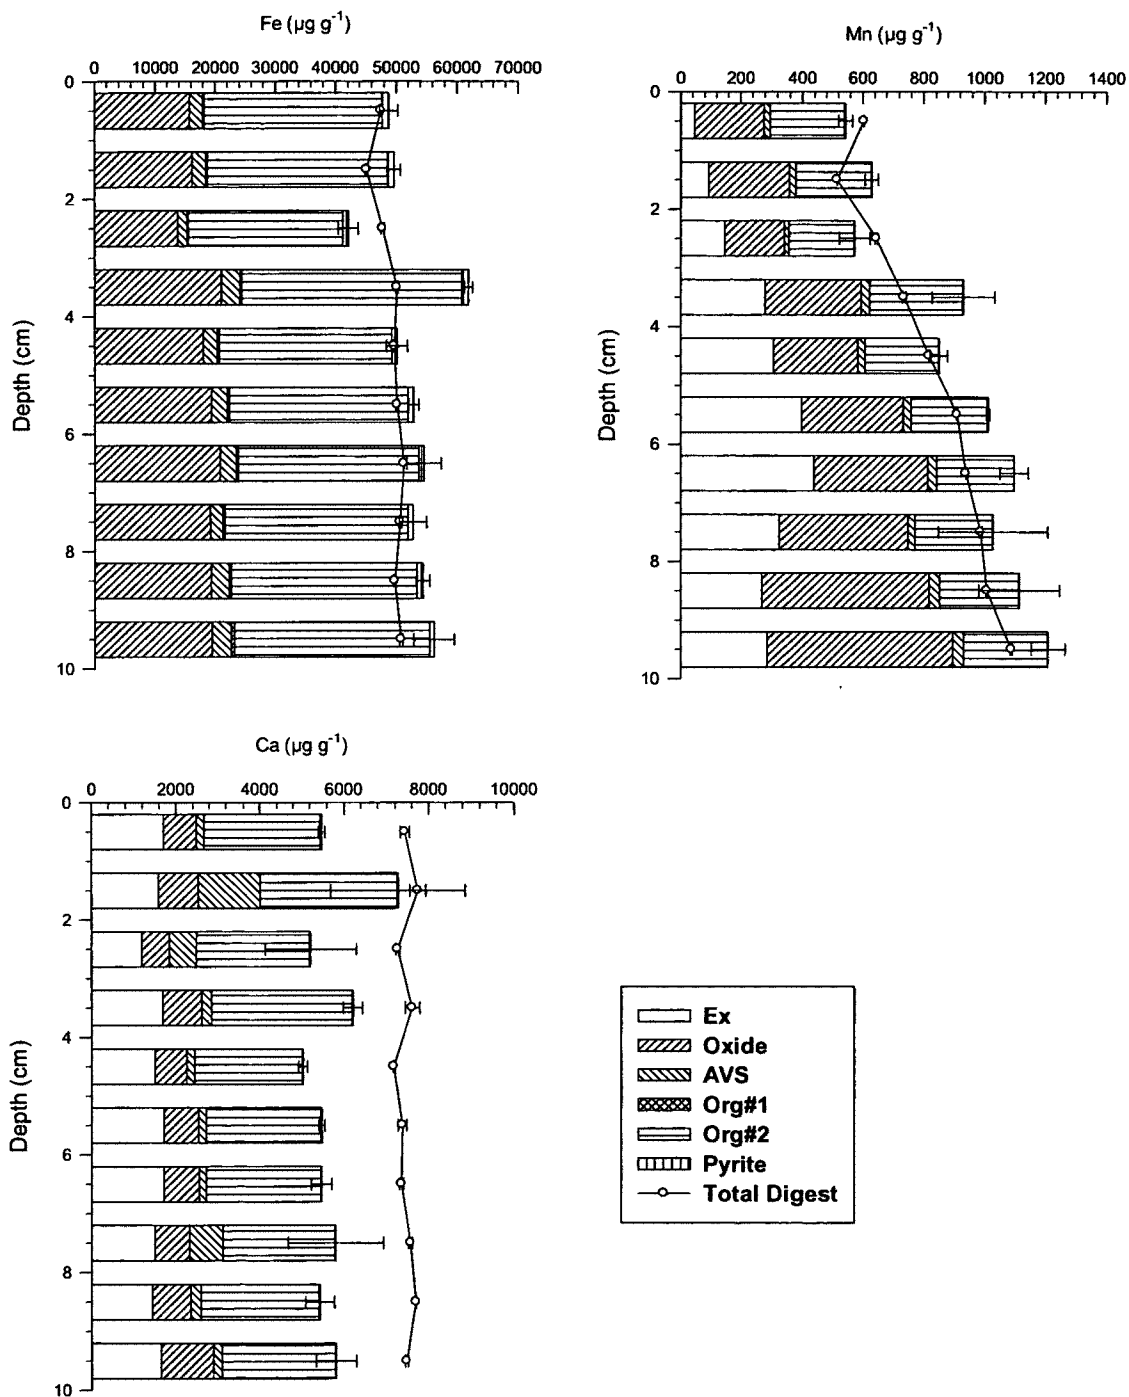 Fe (µg g⁻¹)
0 10000 20000 30000 40000 50000 60000 70000
0
2
4
6
8
10
Depth (cm)
Mn (µg g⁻¹)
0 200 400 600 800 1000 1200 1400
0
2
4
6
8
10
Depth (cm)
Ca (µg g⁻¹)
0 2000 4000 6000 8000 10000
0
2
4
6
8
10
Depth (cm)
Ex
Oxide
AVS
Org#1
Org#2
Pyrite
Total Digest